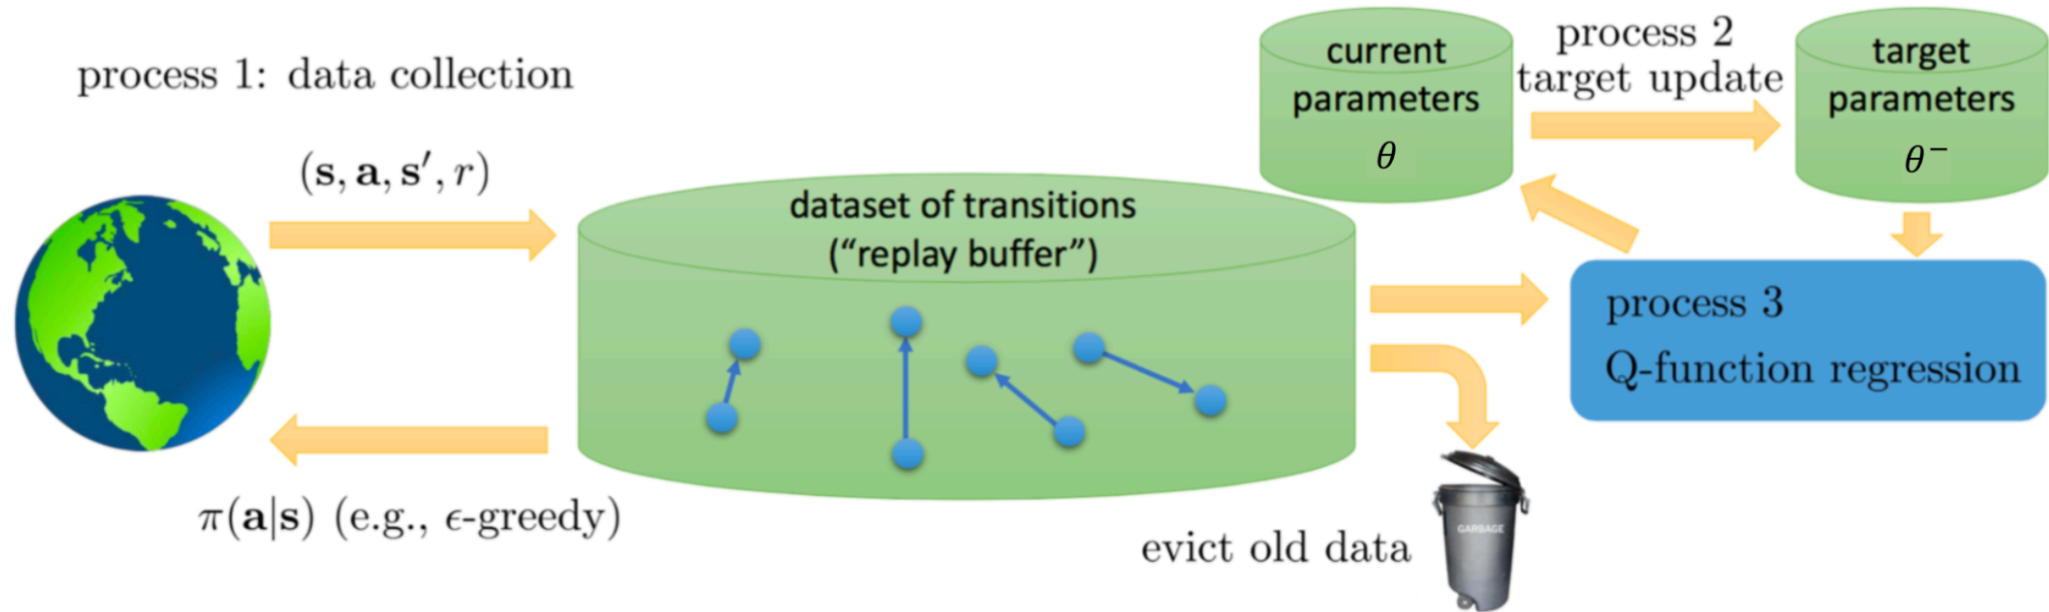 process 1: data collection
(s, a, s′, r)
π(a|s) (e.g., ϵ-greedy)
dataset of transitions
(“replay buffer”)
current
parameters
θ
process 2
target update
target
parameters
θ⁻
process 3
Q-function regression
evict old data
GARBAGE